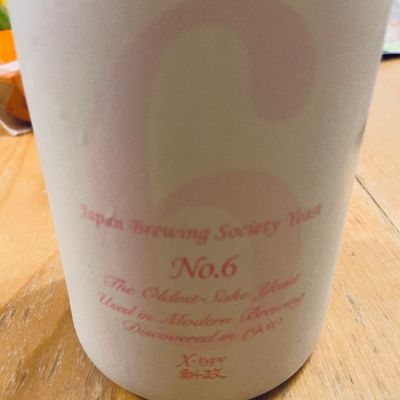 6
Japan Brewing Society Yeast
No.6
The Oldest Sake Yeast
Used in Modern Brewing
Discovered in 1930
X-type
新政